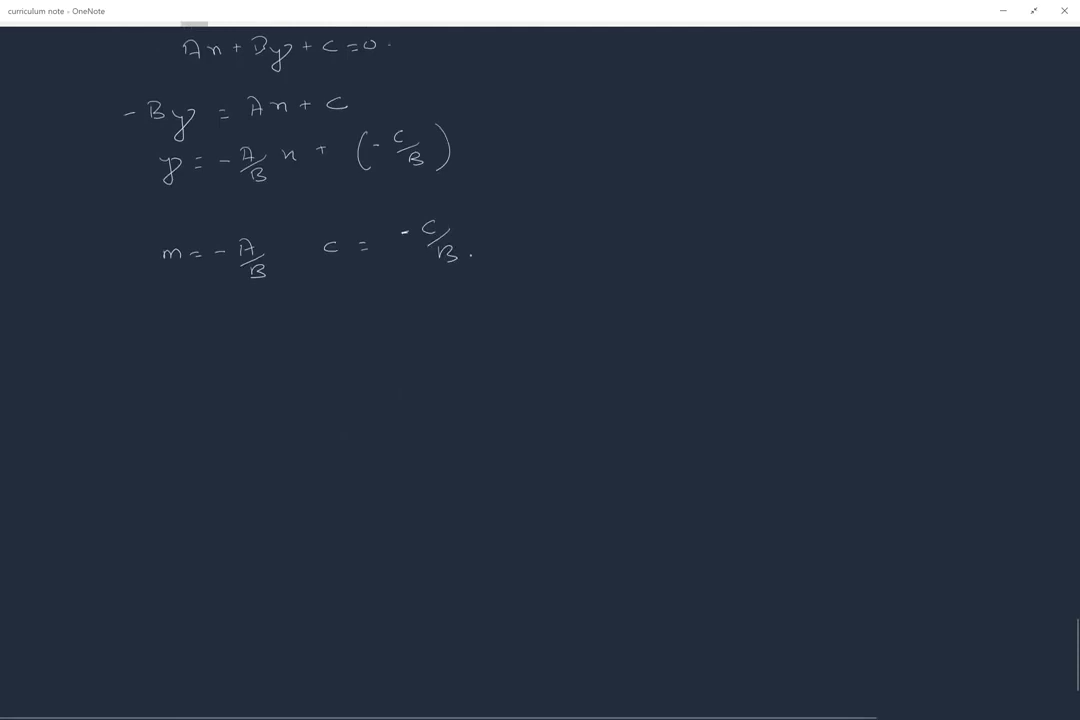 curriculum note - OneNote
Ax + By + C = 0.
- By = Ax + C
y = - A/B x + (- C/B)
m = - A/B c = - C/B.